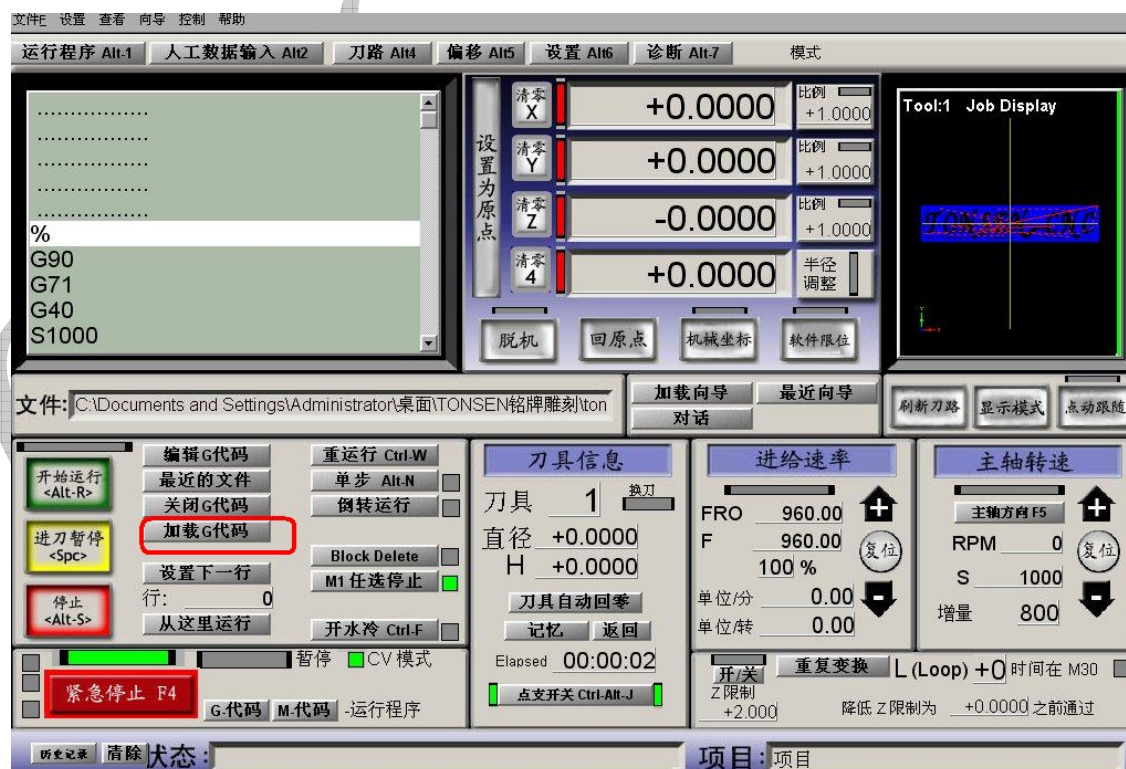 文件F 设置 查看 向导 控制 帮助
运行程序 Alt-1 人工数据输入 Alt2 刀路 Alt4 偏移 Alt5 设置 Alt6 诊断 Alt-7 模式
................
................
................
................
................
%
G90
G71
G40
S1000
设置为原点
清零 X +0.0000 比例 +1.0000
清零 Y +0.0000 比例 +1.0000
清零 Z -0.0000 比例 +1.0000
清零 4 +0.0000 半径调整
脱机 回原点 机械坐标 软件限位
Tool:1 Job Display
TONSEN CNC
文件: C:\Documents and Settings\Administrator\桌面\TONSEN铭牌雕刻\ton
加载向导 最近向导
对话
刷新刀路 显示模式 点动跟随
开始运行 <Alt-R>
进刀暂停 <Spc>
停止 <Alt-S>
编辑G代码 重运行 Ctrl-W
最近的文件 单步 Alt-N
关闭G代码 倒转运行
加载G代码
Block Delete
设置下一行 M1任选停止
行: 0
从这里运行 开水冷 Ctrl-F
暂停 CV 模式
紧急停止 F4
G-代码 M-代码 -运行程序
刀具信息
刀具 1 换刀
直径 +0.0000
H +0.0000
刀具自动回零
记忆 返回
Elapsed 00:00:02
点支开关 Ctrl-Alt-J
进给速率
FRO 960.00
F 960.00 复位
100 %
单位/分 0.00
单位/转 0.00
主轴转速
主轴方向 F5
RPM 0 复位
S 1000
增量 800
开/关 重复变换 L (Loop) +0 时间在 M30
Z限制
+2.000 降低 Z 限制为 +0.0000 之前通过
历史记录 清除 状态: 项目: 项目